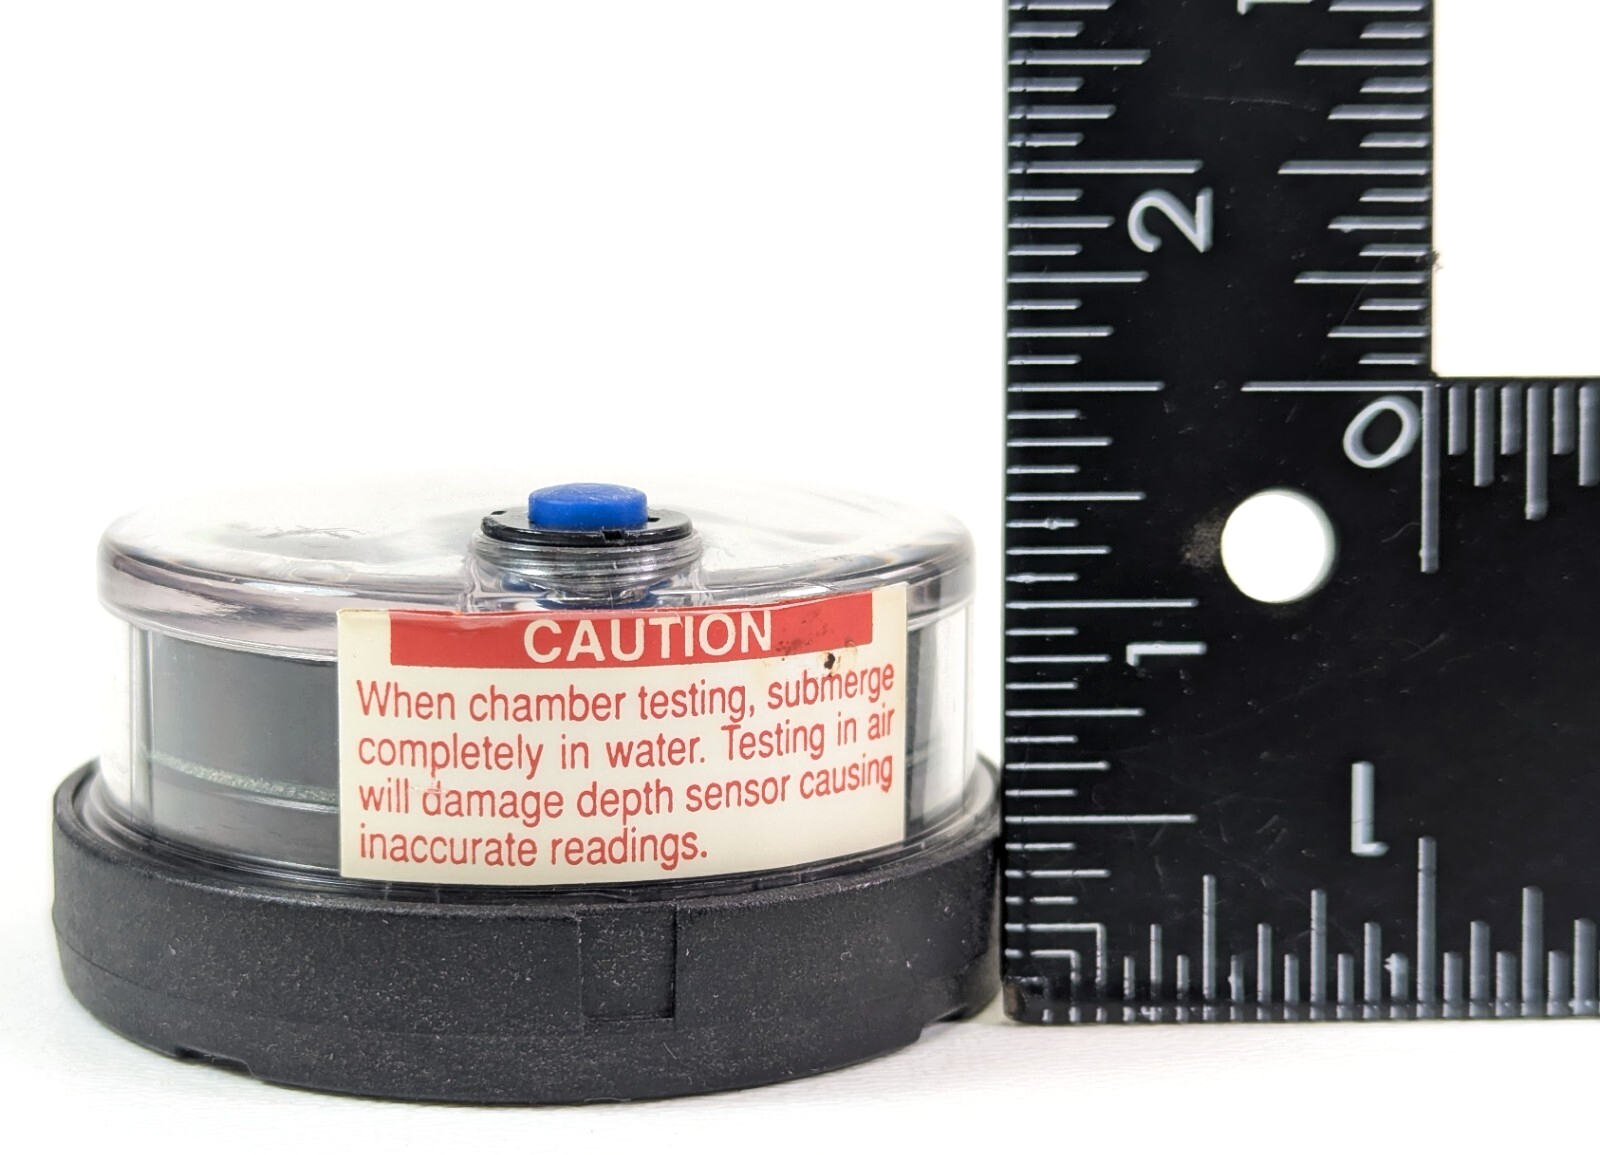 CAUTION
When chamber testing, submerge
completely in water. Testing in air
will damage depth sensor causing
inaccurate readings.
1
2
0
1
1